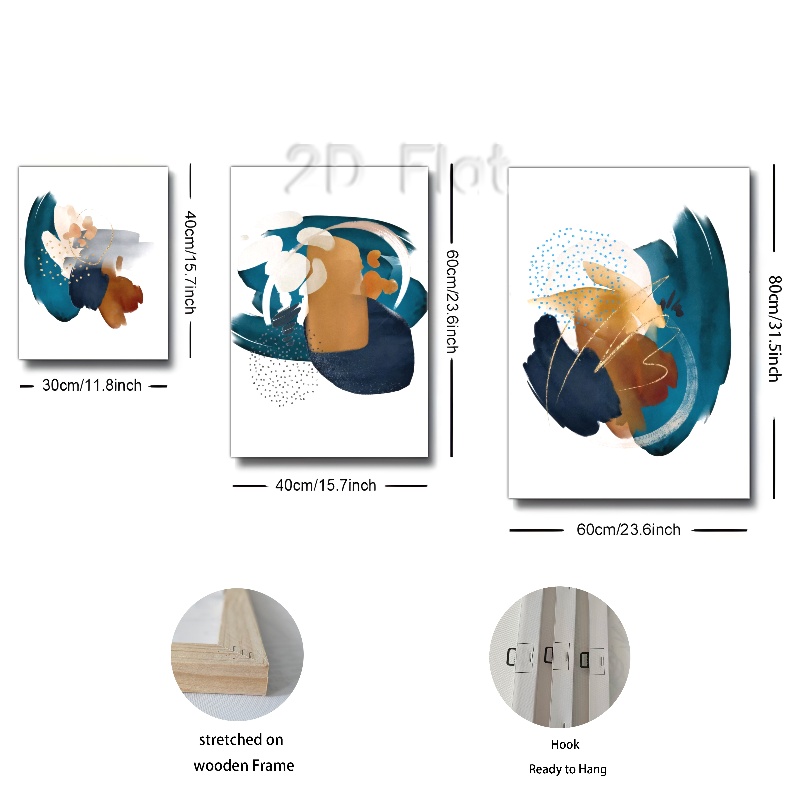 2D Flat
40cm/15.7inch
30cm/11.8inch
60cm/23.6inch
40cm/15.7inch
80cm/31.5inch
60cm/23.6inch
stretched on
wooden Frame
Hook
Ready to Hang